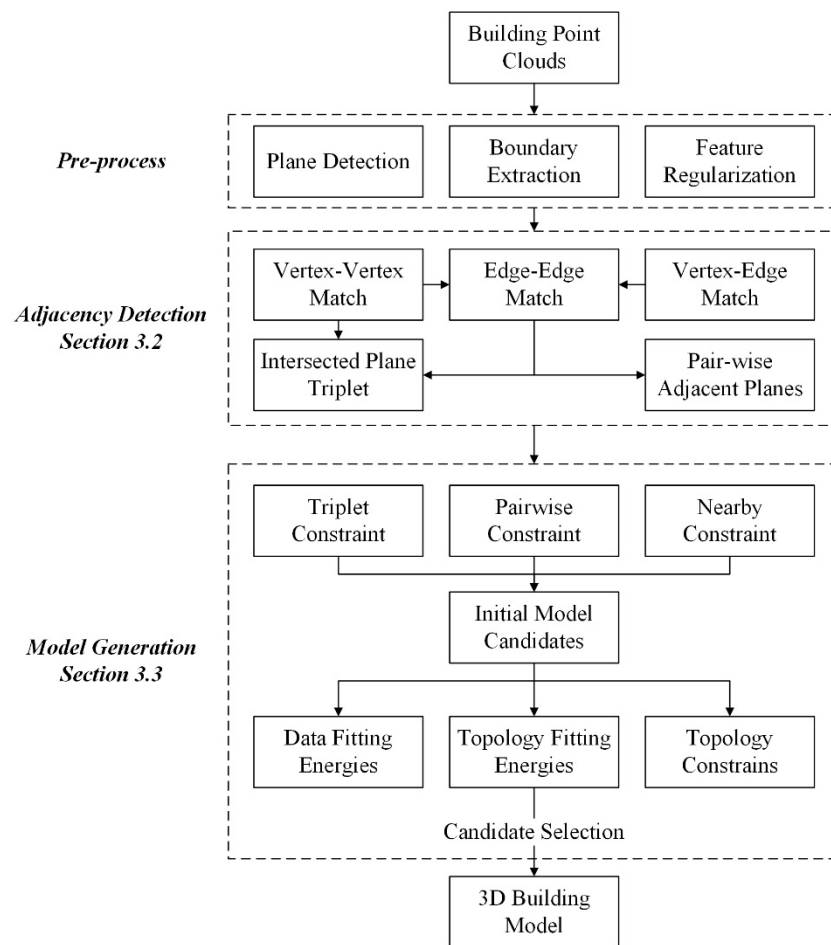 Building Point
Clouds
Pre-process
Plane Detection
Boundary
Extraction
Feature
Regularization
Adjacency Detection
Section 3.2
Vertex-Vertex
Match
Edge-Edge
Match
Vertex-Edge
Match
Intersected Plane
Triplet
Pair-wise
Adjacent Planes
Model Generation
Section 3.3
Triplet
Constraint
Pairwise
Constraint
Nearby
Constraint
Initial Model
Candidates
Data Fitting
Energies
Topology Fitting
Energies
Topology
Constrains
Candidate Selection
3D Building
Model